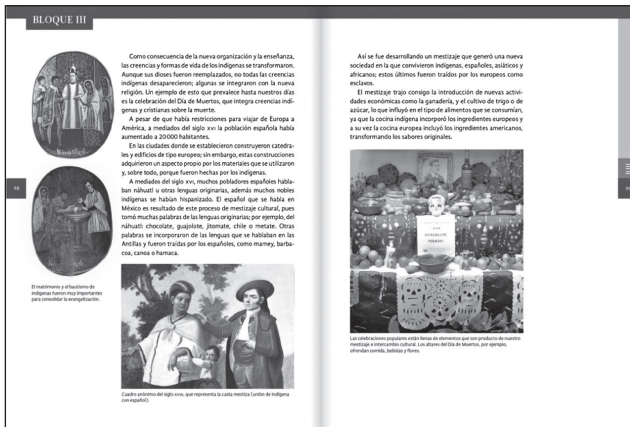 BLOQUE III
Como consecuencia de la nueva organización y la enseñanza,
las creencias y formas de vida de los indígenas se transformaron.
Aunque sus dioses fueron reemplazados, no todas las creencias
indígenas desaparecieron; algunas se integraron con la nueva
religión. Un ejemplo de esto que prevalece hasta nuestros días
es la celebración del Día de Muertos, que integra creencias indí-
genas y cristianas sobre la muerte.
A pesar de que había restricciones para viajar de Europa a
América, a mediados del siglo XVI la población española había
aumentado a 20 000 habitantes.
En las ciudades donde se establecieron construyeron catedra-
les y edificios de tipo europeo; sin embargo, estas construcciones
adquirieron un aspecto propio por los materiales que se utilizaron
y, sobre todo, porque fueron hechas por los indígenas.
A mediados del siglo XVI, muchos pobladores españoles habla-
ban náhuatl u otras lenguas originarias, además muchos nobles
indígenas se habían hispanizado. El español que se habla en
México es resultado de este proceso de mestizaje cultural, pues
tomó muchas palabras de las lenguas originarias; por ejemplo, del
náhuatl: chocolate, guajolote, jitomate, chile o metate. Otras
palabras se incorporaron de las lenguas que se hablaban en las
Antillas y fueron traídas por los españoles, como mamey, barba-
coa, canoa o hamaca.
El matrimonio y el bautismo de
indígenas fueron muy importantes
para consolidar la evangelización.
Cuadro anónimo del siglo XVIII, que representa la casta mestiza (unión de indígena
con español).
Así se fue desarrollando un mestizaje que generó una nueva
sociedad en la que convivieron indígenas, españoles, asiáticos y
africanos; estos últimos fueron traídos por los europeos como
esclavos.
El mestizaje trajo consigo la introducción de nuevas activi-
dades económicas como la ganadería, y el cultivo de trigo o de
azúcar, lo que influyó en el tipo de alimentos que se consumían,
ya que la cocina indígena incorporó los ingredientes europeos y
a su vez la cocina europea incluyó los ingredientes americanos,
transformando los sabores originales.
Las celebraciones populares están llenas de elementos que son producto de nuestro
mestizaje e intercambio cultural. Los altares del Día de Muertos, por ejemplo,
ofrendan comida, bebidas y flores.